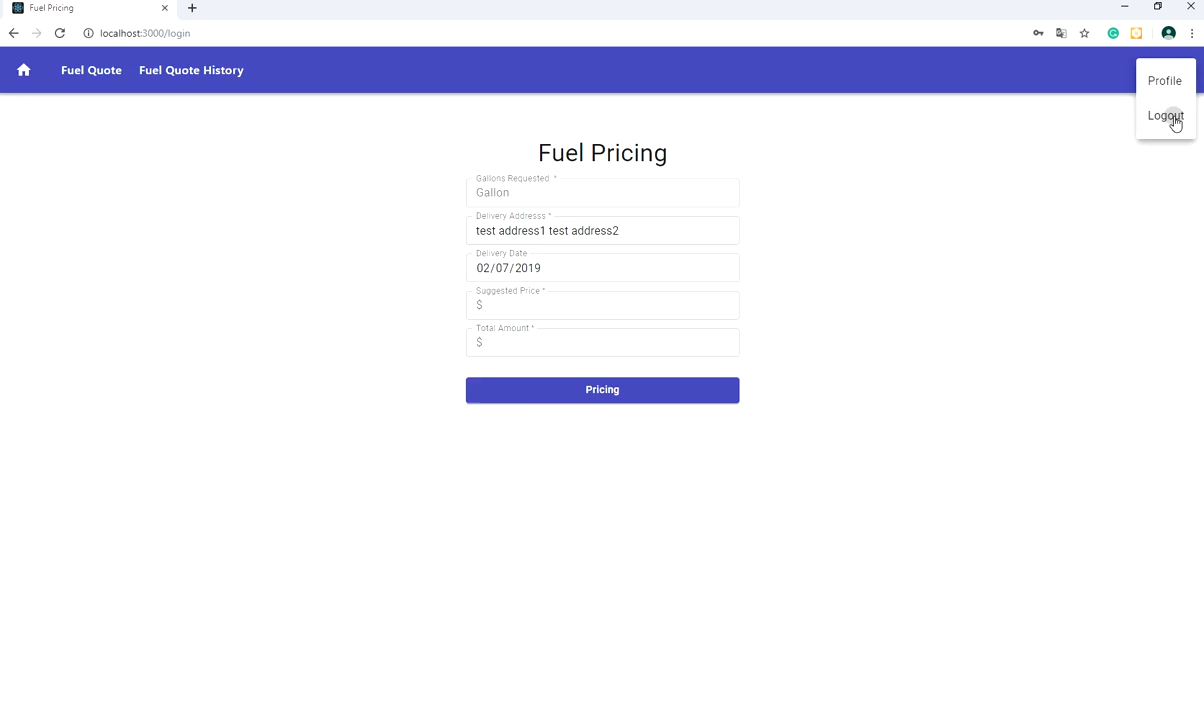 Fuel Pricing
localhost:3000/login
Fuel Quote Fuel Quote History
Profile
Logout
Fuel Pricing
Gallons Requested *
Gallon
Delivery Addresss *
test address1 test address2
Delivery Date
02/07/2019
Suggested Price *
$
Total Amount *
$
Pricing